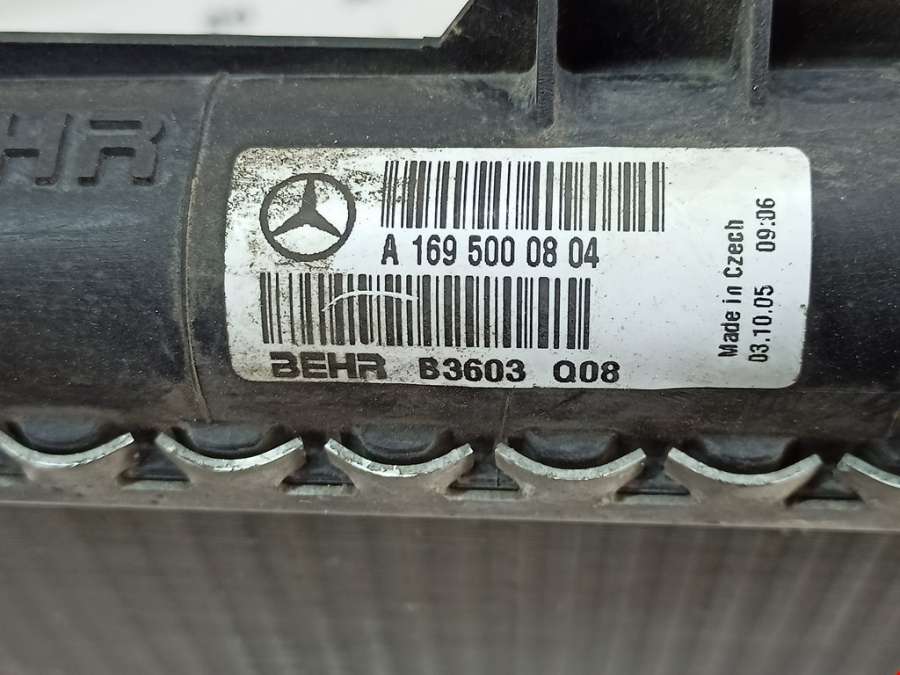 HR
A 169 500 08 04
BEHR B3603 Q08
Made in Czech
03.10.05 09:06